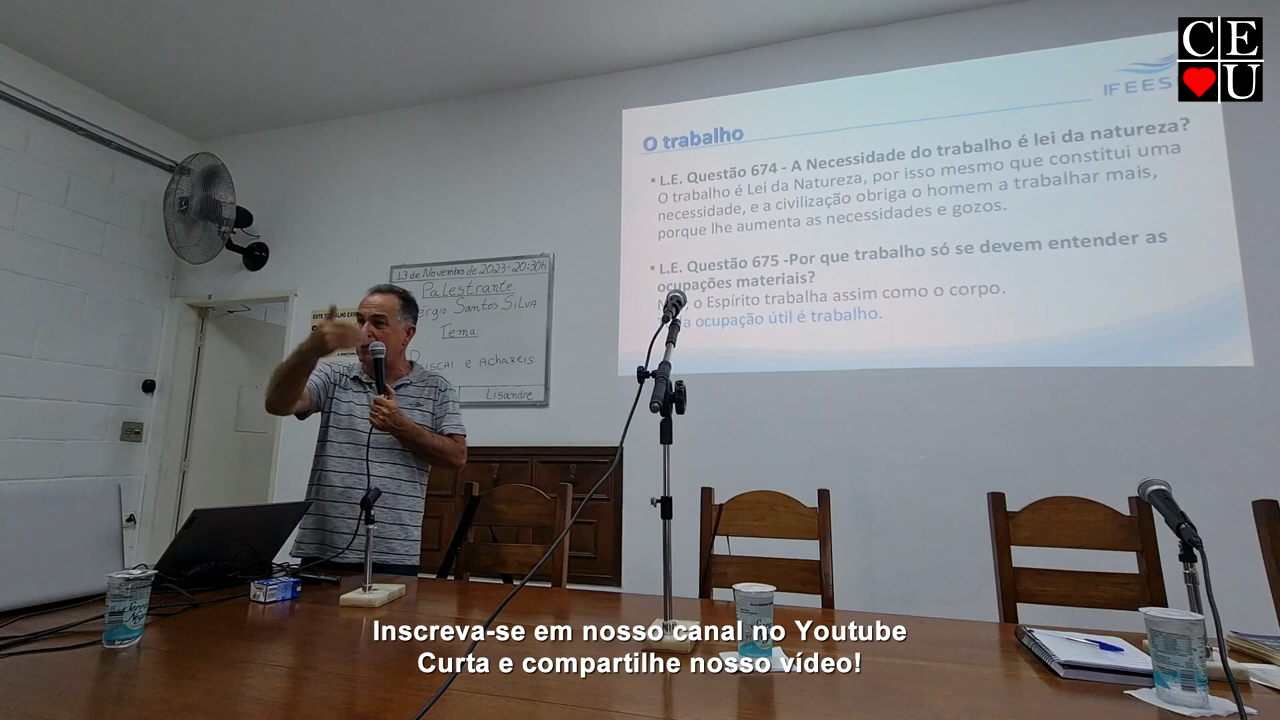 CE
U
IFEES
O trabalho
▪ L.E. Questão 674 - A Necessidade do trabalho é lei da natureza?
O trabalho é Lei da Natureza, por isso mesmo que constitui uma
necessidade, e a civilização obriga o homem a trabalhar mais,
porque lhe aumenta as necessidades e gozos.
▪ L.E. Questão 675 -Por que trabalho só se devem entender as
ocupações materiais?
o Espírito trabalha assim como o corpo.
a ocupação útil é trabalho.
13 de Novembro de 2023-20:30h
Palestrante
Santos SILVA
Tema:
e Achareis
Lisandre
ESTE TRABALHO
Inscreva-se em nosso canal no Youtube
Curta e compartilhe nosso vídeo!